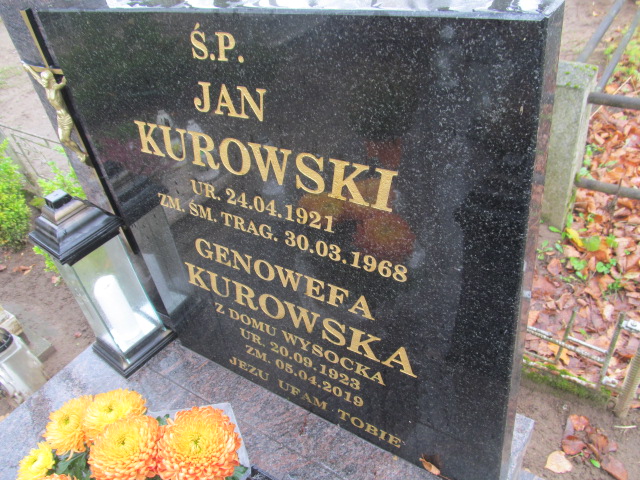 Ś.P.
JAN
KUROWSKI
UR. 24.04.1921
ZM. ŚM. TRAG. 30.03.1968
GENOWEFA
KUROWSKA
Z DOMU WYSOCKA
UR. 20.09.1923
ZM. 05.04.2019
JEZU UFAM TOBIE